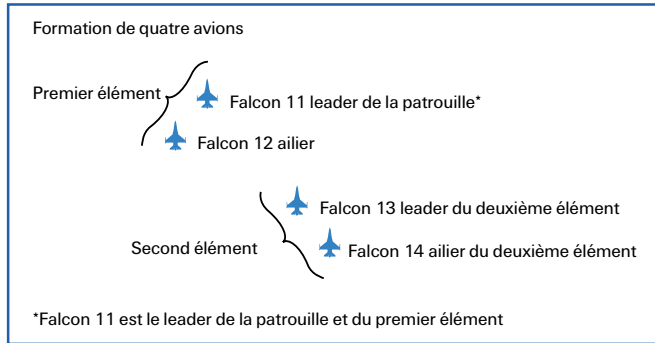 Formation de quatre avions
Premier élément
Falcon 11 leader de la patrouille*
Falcon 12 ailier
Falcon 13 leader du deuxième élément
Second élément
Falcon 14 ailier du deuxième élément
*Falcon 11 est le leader de la patrouille et du premier élément